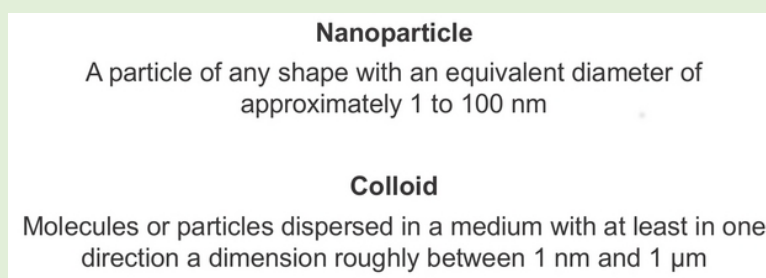 Nanoparticle
A particle of any shape with an equivalent diameter of
approximately 1 to 100 nm
Colloid
Molecules or particles dispersed in a medium with at least in one
direction a dimension roughly between 1 nm and 1 μm